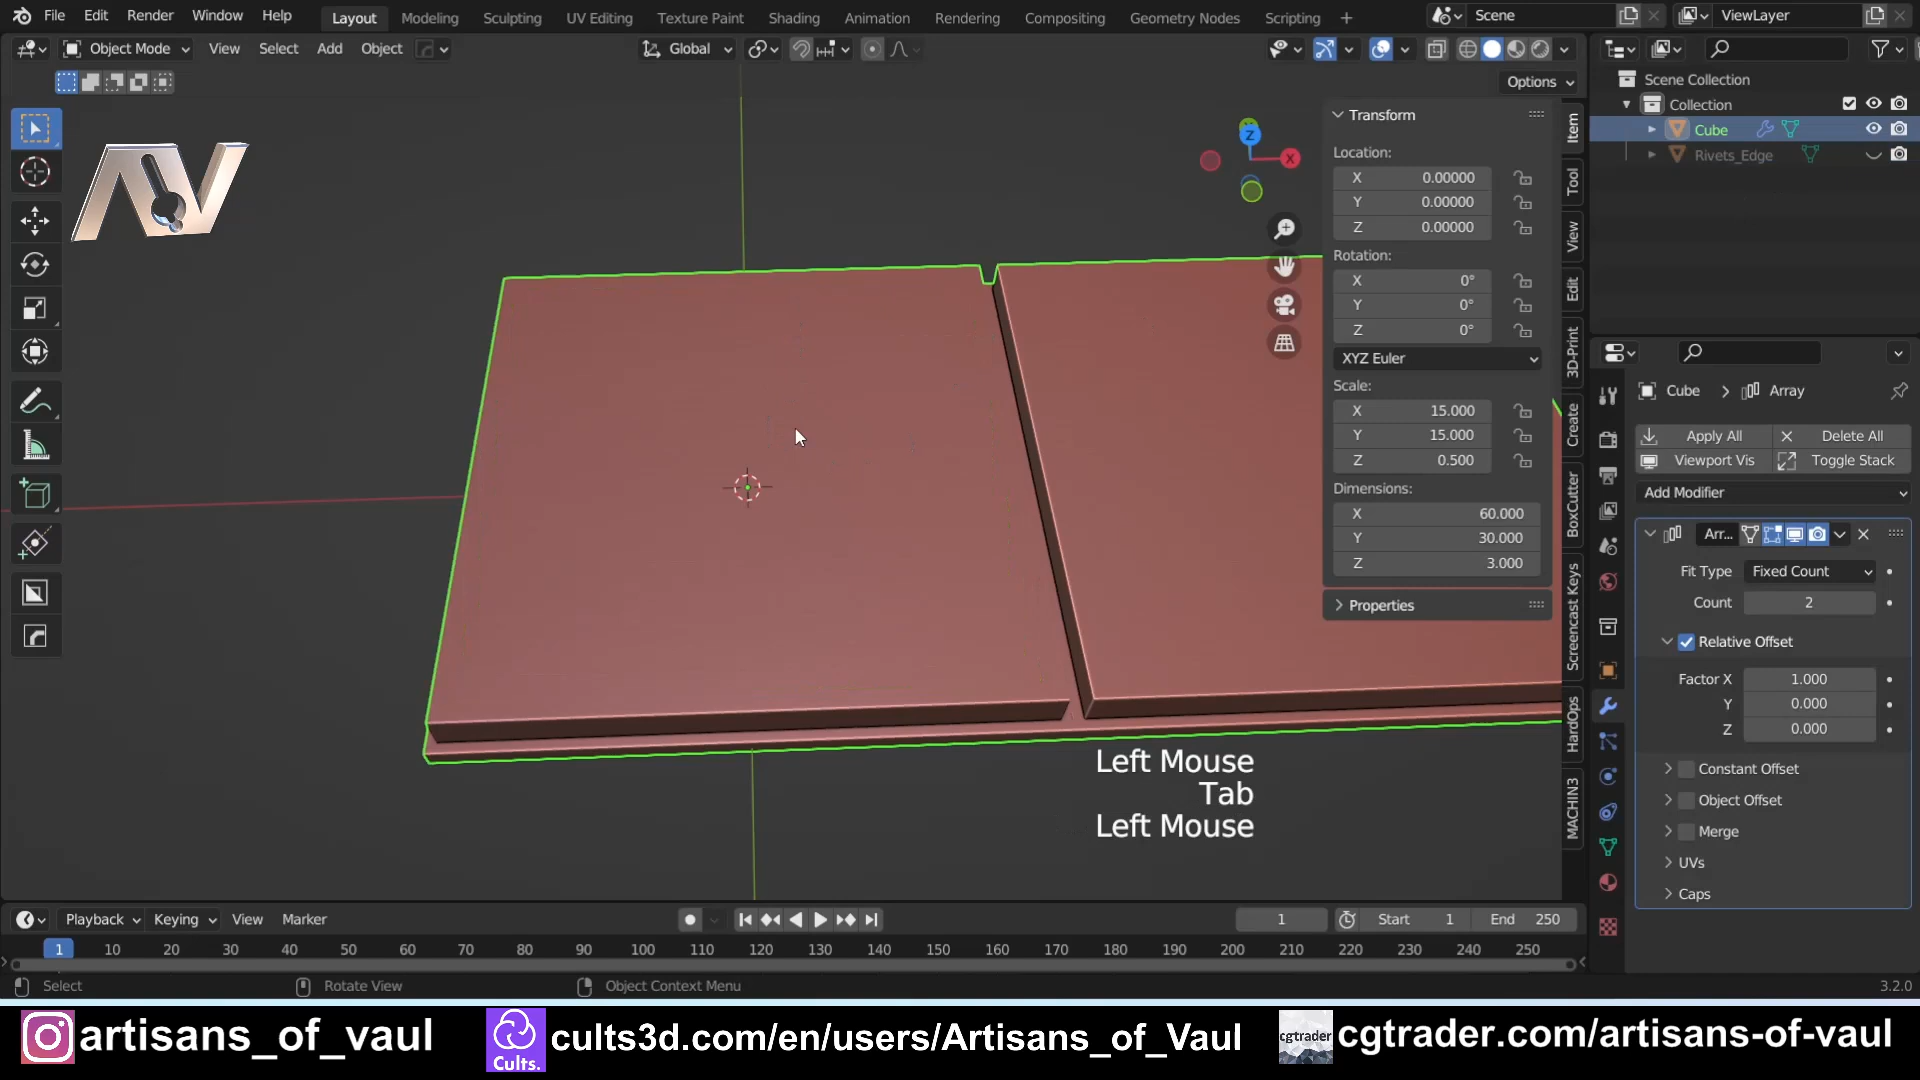 File Edit Render Window Help Layout Modeling Sculpting UV Editing Texture Paint Shading Animation Rendering Compositing Geometry Nodes Scripting + Scene ViewLayer
Object Mode View Select Add Object Global
Options
AV
Transform
Location:
X 0.00000
Y 0.00000
Z 0.00000
Rotation:
X 0°
Y 0°
Z 0°
XYZ Euler
Scale:
X 15.000
Y 15.000
Z 0.500
Dimensions:
X 60.000
Y 30.000
Z 3.000
Properties
Z
X
Item
Tool
View
Edit
3D-Print
Create
BoxCutter
Screencast Keys
HardOps
MACHIN3
Scene Collection
Collection
Cube
Rivets_Edge
Cube > Array
Apply All Delete All
Viewport Vis Toggle Stack
Add Modifier
Arr...
Fit Type Fixed Count
Count 2
Relative Offset
Factor X 1.000
Y 0.000
Z 0.000
Constant Offset
Object Offset
Merge
UVs
Caps
Left Mouse
Tab
Left Mouse
Playback Keying View Marker 1 Start 1 End 250
1 10 20 30 40 50 60 70 80 90 100 110 120 130 140 150 160 170 180 190 200 210 220 230 240 250
Select Rotate View Object Context Menu 3.2.0
artisans_of_vaul Cults. cults3d.com/en/users/Artisans_of_Vaul cgtrader cgtrader.com/artisans-of-vaul